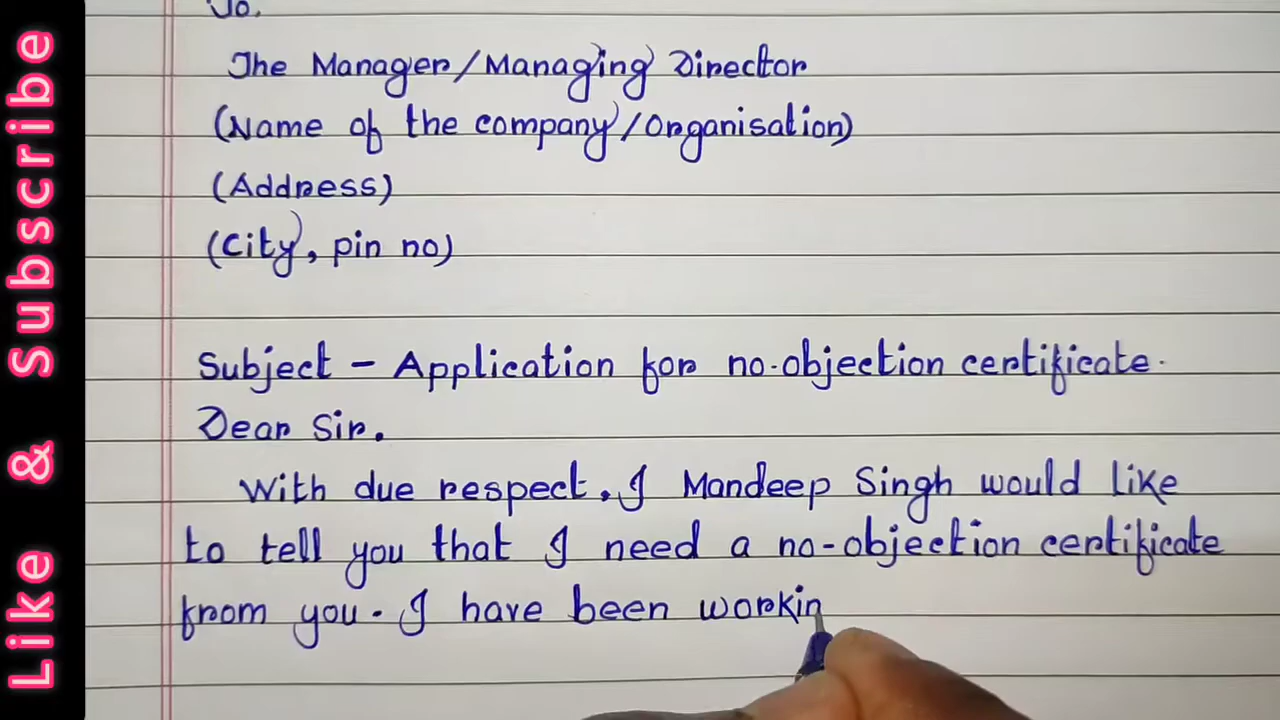 To,
The Manager/Managing Director
(Name of the company/Organisation)
(Address)
(City, pin no)
Subject - Application for no-objection certificate.
Dear Sir,
With due respect, I Mandeep Singh would like
to tell you that I need a no-objection certificate
from you. I have been workin
Like & Subscribe